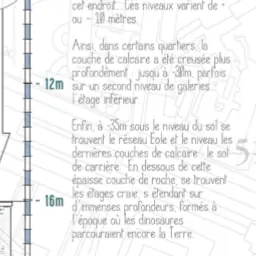 cet endroit. Ces niveaux varient de +
ou - 10 mètres.
Ainsi, dans certains quartiers, la
couche de calcaire a été creusée plus
profondément, jusqu'à -30m, parfois
sur un second niveau de galeries :
l'étage inférieur.
Enfin, à -35m sous le niveau du sol se
trouvent le réseau Eole et le niveau les
dernières couches de calcaire : le sol
de carrière. En dessous de cette
épaisse couche de roche, se trouvent
les étages craie, s'étendant sur
d'immenses profondeurs, formés à
l'époque où les dinosaures
parcouraient encore la Terre.
12m
16m